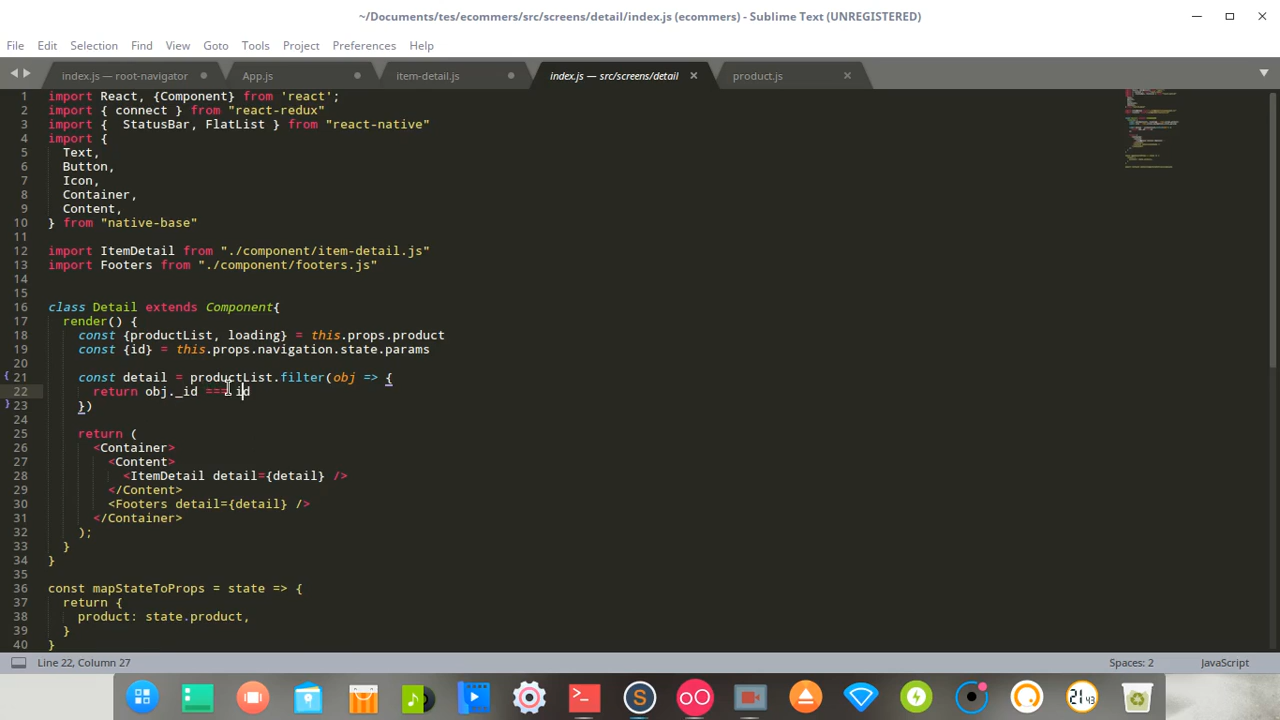 ~/Documents/tes/ecommers/src/screens/detail/index.js (ecommers) - Sublime Text (UNREGISTERED)
File Edit Selection Find View Goto Tools Project Preferences Help
index.js — root-navigator App.js item-detail.js index.js — src/screens/detail product.js
1 import React, {Component} from 'react';
2 import { connect } from "react-redux"
3 import {  StatusBar, FlatList } from "react-native"
4 import {
5   Text,
6   Button,
7   Icon,
8   Container,
9   Content,
10 } from "native-base"
11
12 import ItemDetail from "./component/item-detail.js"
13 import Footers from "./component/footers.js"
14
15
16 class Detail extends Component{
17   render() {
18     const {productList, loading} = this.props.product
19     const {id} = this.props.navigation.state.params
20
21     const detail = productList.filter(obj => {
22       return obj._id === id
23     })
24
25     return (
26       <Container>
27         <Content>
28           <ItemDetail detail={detail} />
29         </Content>
30         <Footers detail={detail} />
31       </Container>
32     );
33   }
34 }
35
36 const mapStateToProps = state => {
37   return {
38     product: state.product,
39   }
40 }
Line 22, Column 27 Spaces: 2 JavaScript
21 43